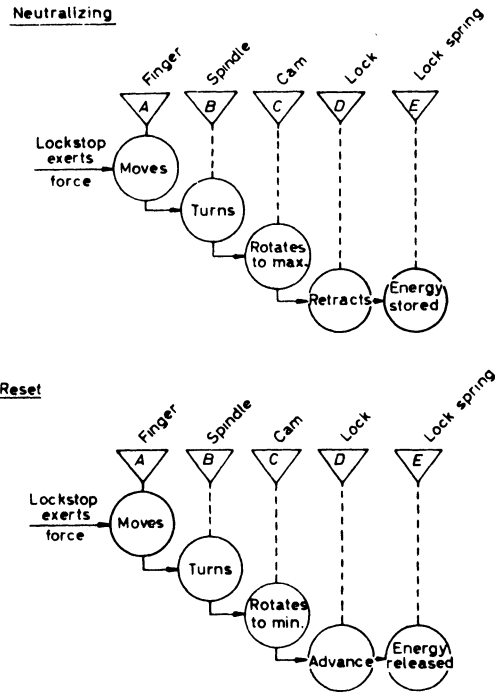 Neutralizing
Finger
Spindle
Cam
Lock
Lock spring
A
B
C
D
E
Lockstop
exerts
force
Moves
Turns
Rotates
to max.
Retracts
Energy
stored
Reset
Finger
Spindle
Cam
Lock
Lock spring
A
B
C
D
E
Lockstop
exerts
force
Moves
Turns
Rotates
to min.
Advance
Energy
released